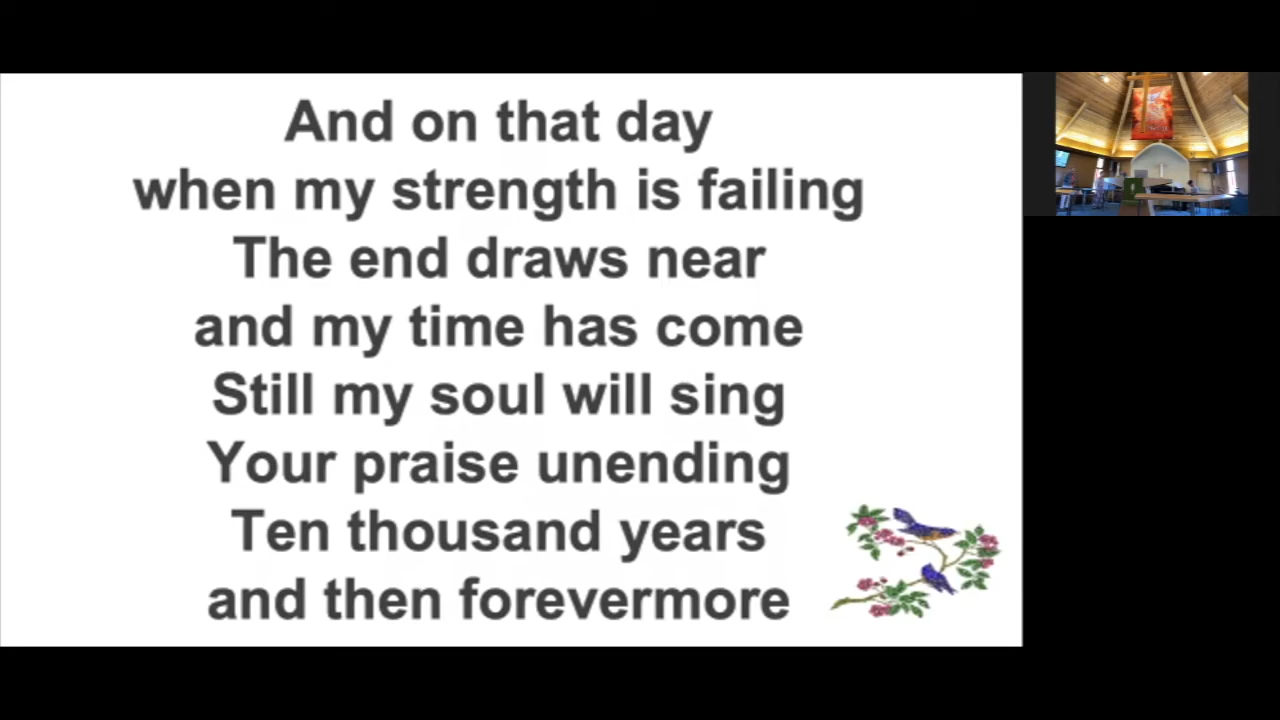 And on that day
when my strength is failing
The end draws near
and my time has come
Still my soul will sing
Your praise unending
Ten thousand years
and then forevermore